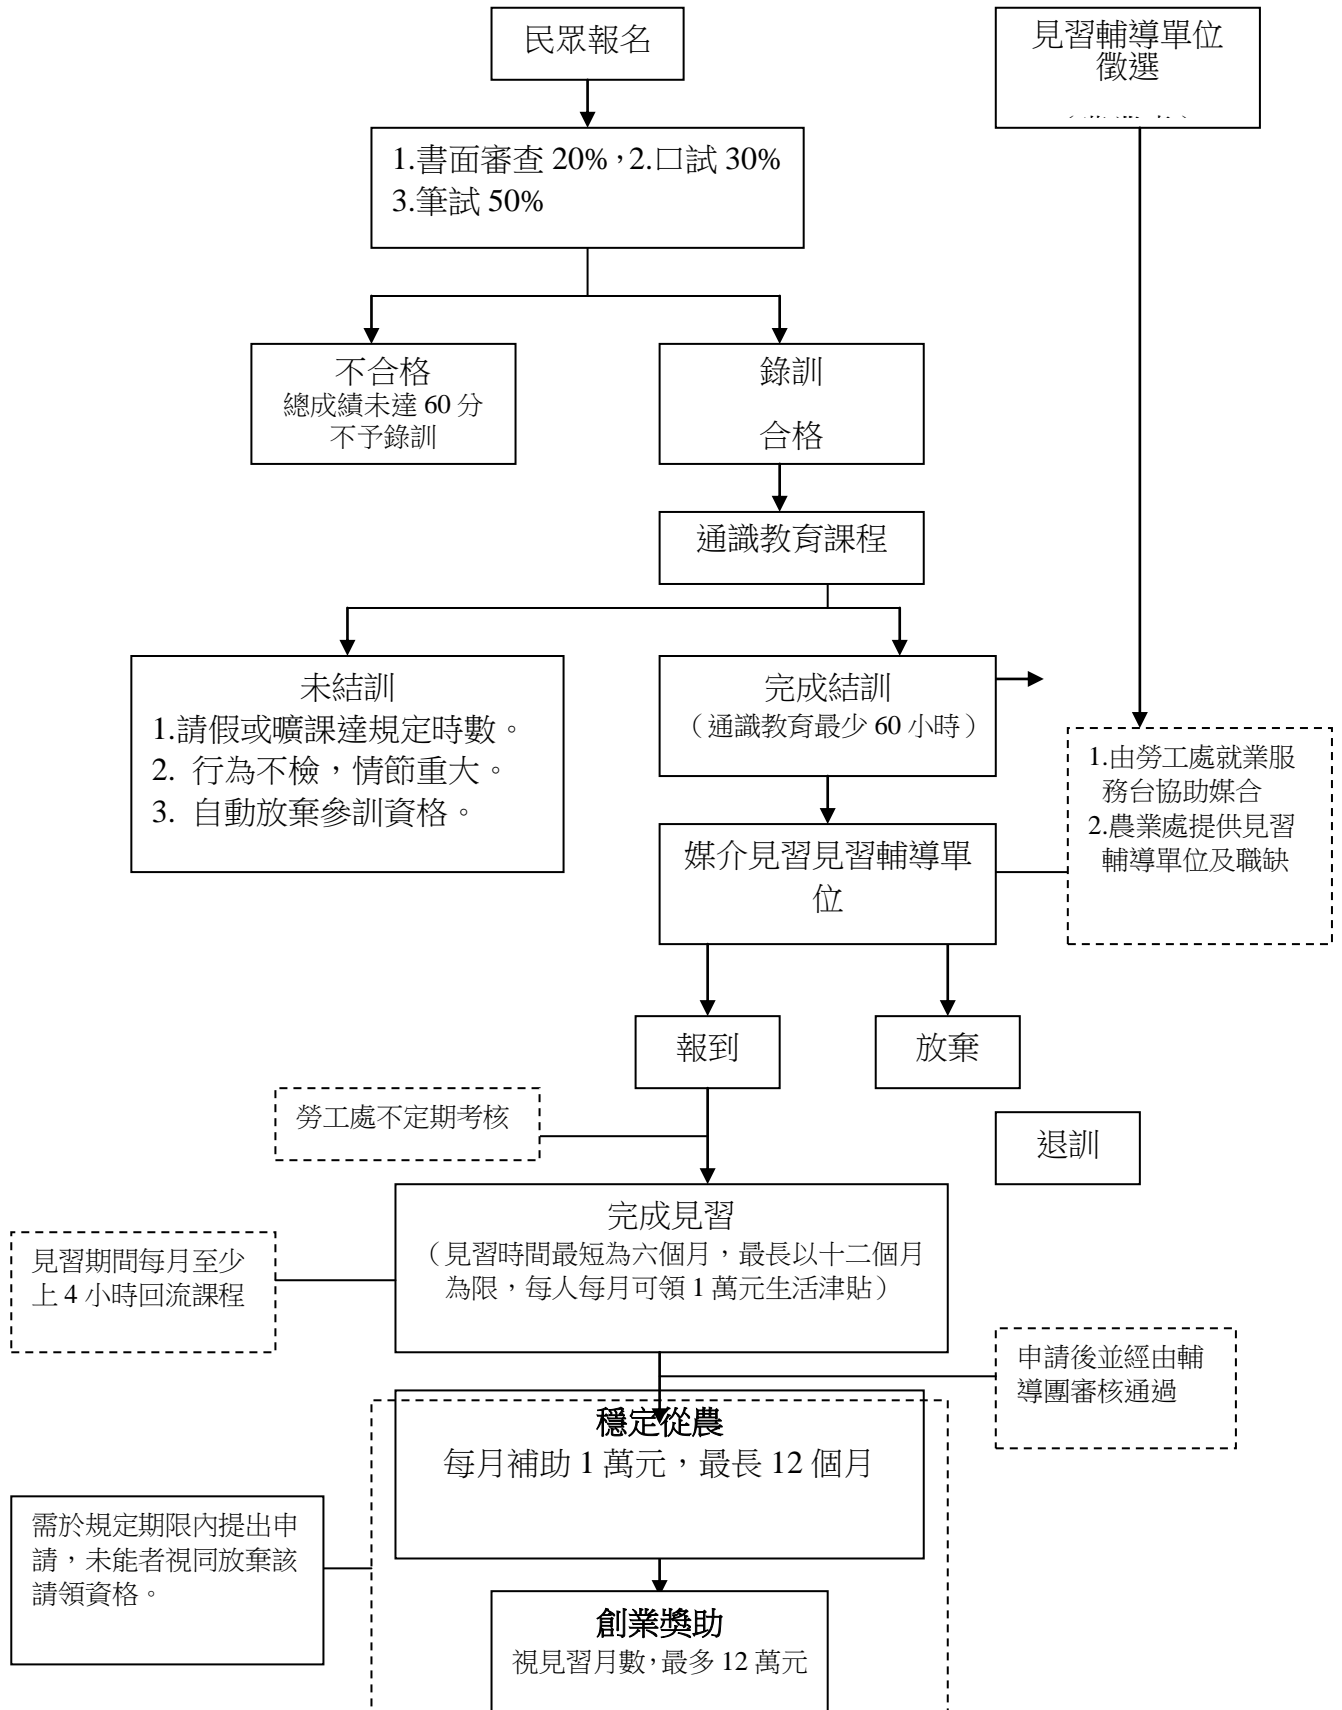 民眾報名
見習輔導單位
徵選
1.書面審查 20%，2.口試 30%
3.筆試 50%
不合格
總成績未達 60 分
不予錄訓
錄訓
合格
通識教育課程
未結訓
1.請假或曠課達規定時數。
2. 行為不檢，情節重大。
3. 自動放棄參訓資格。
完成結訓
（通識教育最少 60 小時）
1.由勞工處就業服
務台協助媒合
2.農業處提供見習
輔導單位及職缺
媒介見習見習輔導單
位
報到
放棄
勞工處不定期考核
退訓
完成見習
（見習時間最短為六個月，最長以十二個月
為限，每人每月可領 1 萬元生活津貼）
見習期間每月至少
上 4 小時回流課程
申請後並經由輔
導團審核通過
穩定從農
每月補助 1 萬元，最長 12 個月
需於規定期限內提出申
請，未能者視同放棄該
請領資格。
創業獎助
視見習月數，最多 12 萬元